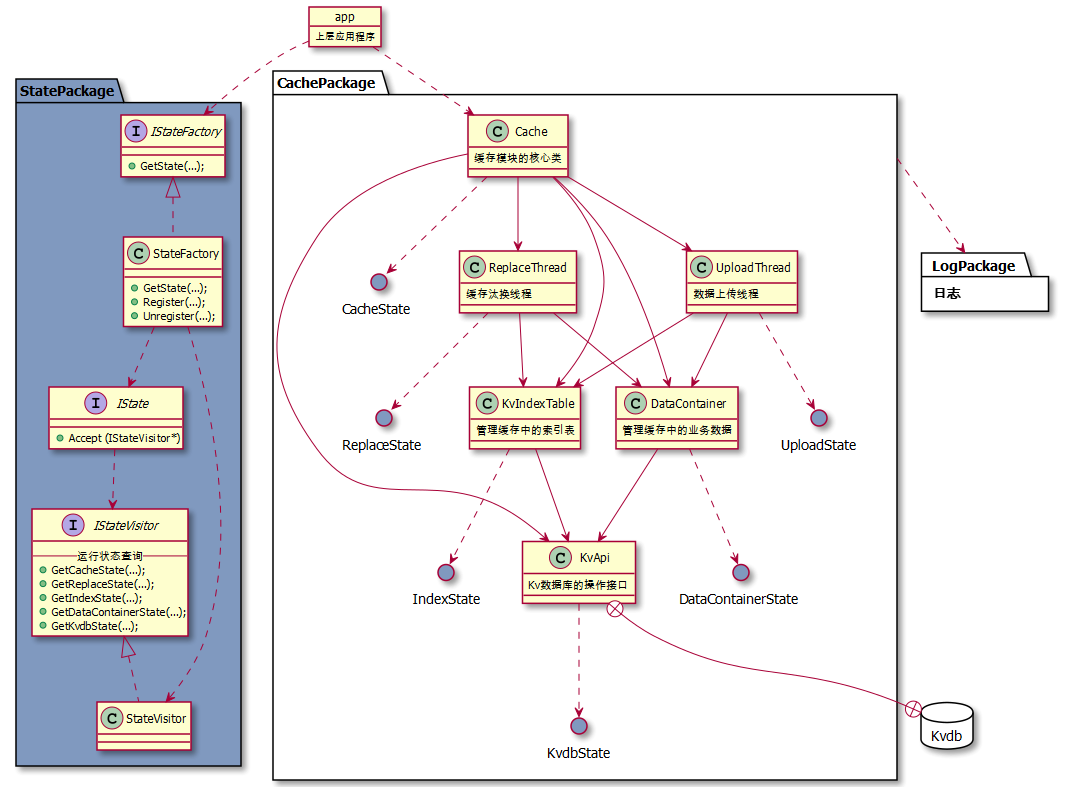 app
上层应用程序
StatePackage
I IStateFactory
GetState(...);
C StateFactory
GetState(...);
Register(...);
Unregister(...);
I IState
Accept (IStateVisitor*)
I IStateVisitor
运行状态查询
GetCacheState(...);
GetReplaceState(...);
GetIndexState(...);
GetDataContainerState(...);
GetKvdbState(...);
C StateVisitor
CachePackage
C Cache
缓存模块的核心类
CacheState
C ReplaceThread
缓存汰换线程
C UploadThread
数据上传线程
ReplaceState
C KvIndexTable
管理缓存中的索引表
C DataContainer
管理缓存中的业务数据
UploadState
IndexState
C KvApi
Kv数据库的操作接口
DataContainerState
KvdbState
LogPackage
日志
Kvdb